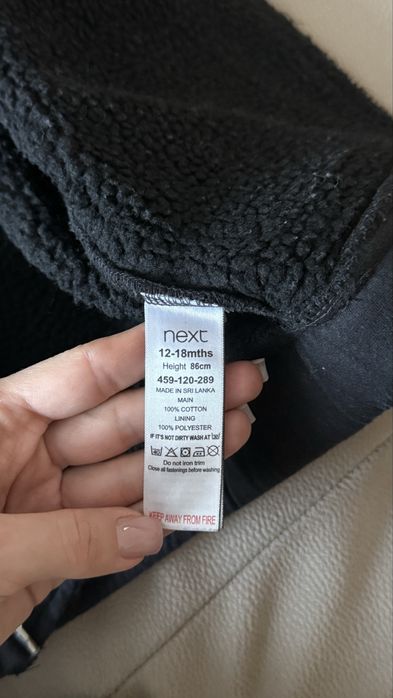 next
12-18mths
Height 86cm
459-120-289
MADE IN SRI LANKA
MAIN
100% COTTON
LINING
100% POLYESTER
IF IT'S NOT DIRTY WASH AT 30°
Do not iron trim
Close all fastenings before washing
KEEP AWAY FROM FIRE